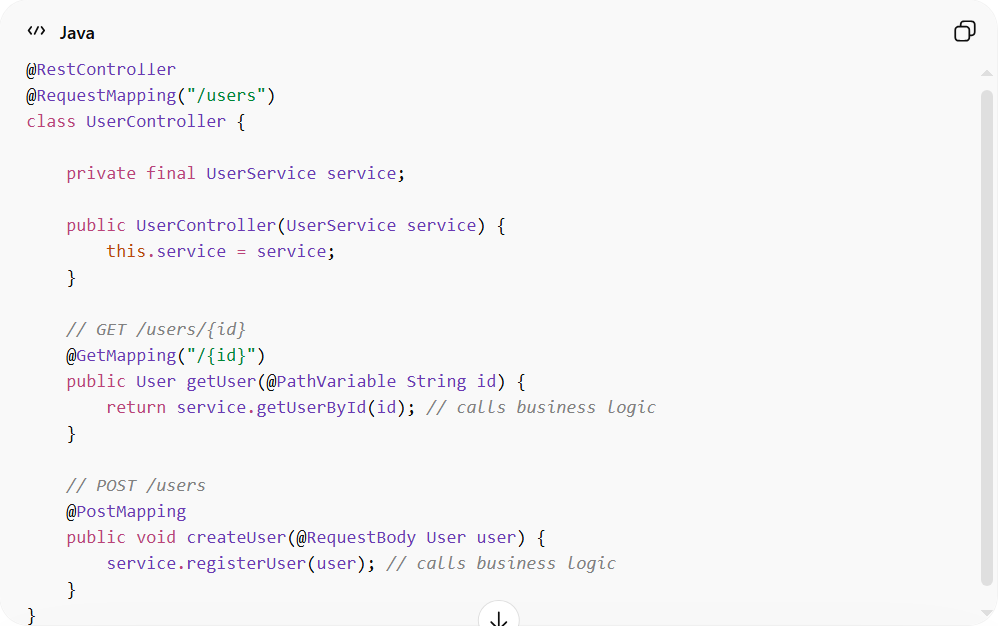 </> Java
@RestController
@RequestMapping("/users")
class UserController {
    private final UserService service;
    public UserController(UserService service) {
        this.service = service;
    }
    // GET /users/{id}
    @GetMapping("/{id}")
    public User getUser(@PathVariable String id) {
        return service.getUserById(id); // calls business logic
    }
    // POST /users
    @PostMapping
    public void createUser(@RequestBody User user) {
        service.registerUser(user); // calls business logic
    }
}